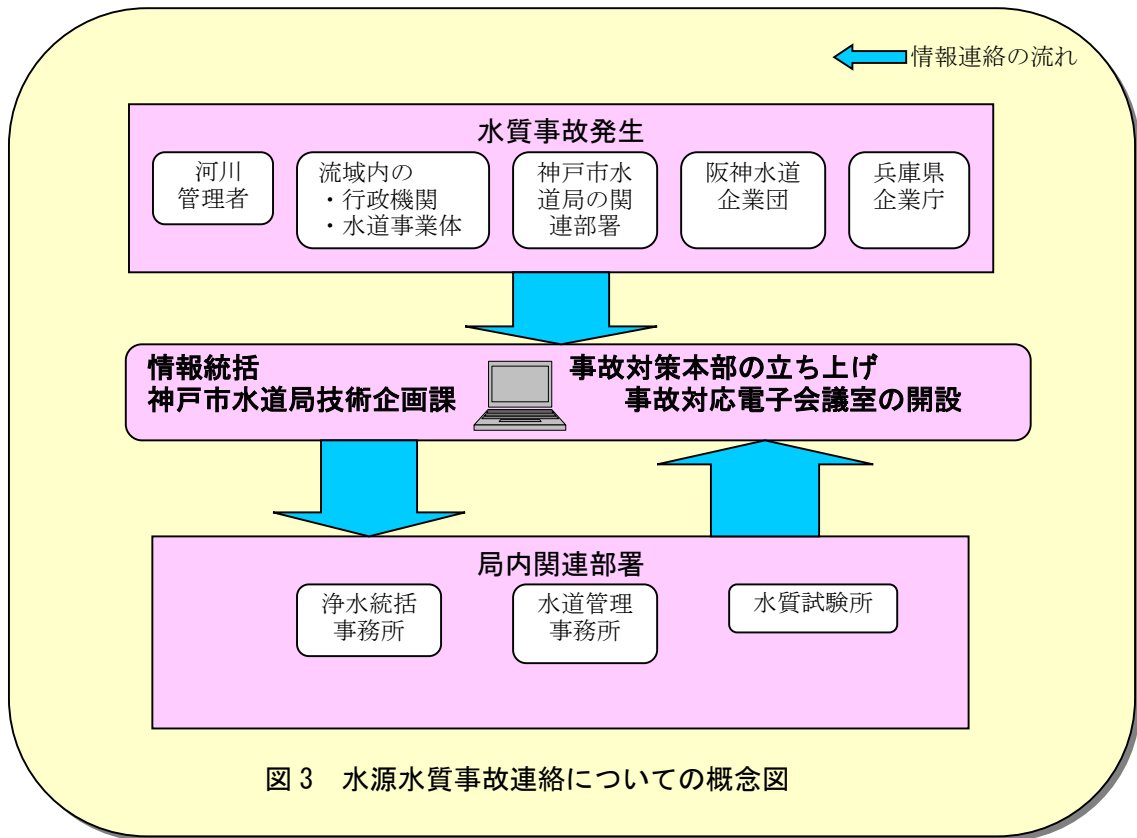 情報連絡の流れ
水質事故発生
河川
管理者
流域内の
・行政機関
・水道事業体
神戸市水
道局の関
連部署
阪神水道
企業団
兵庫県
企業庁
情報統括
神戸市水道局技術企画課
事故対策本部の立ち上げ
事故対応電子会議室の開設
局内関連部署
浄水統括
事務所
水道管理
事務所
水質試験所
図3　水源水質事故連絡についての概念図